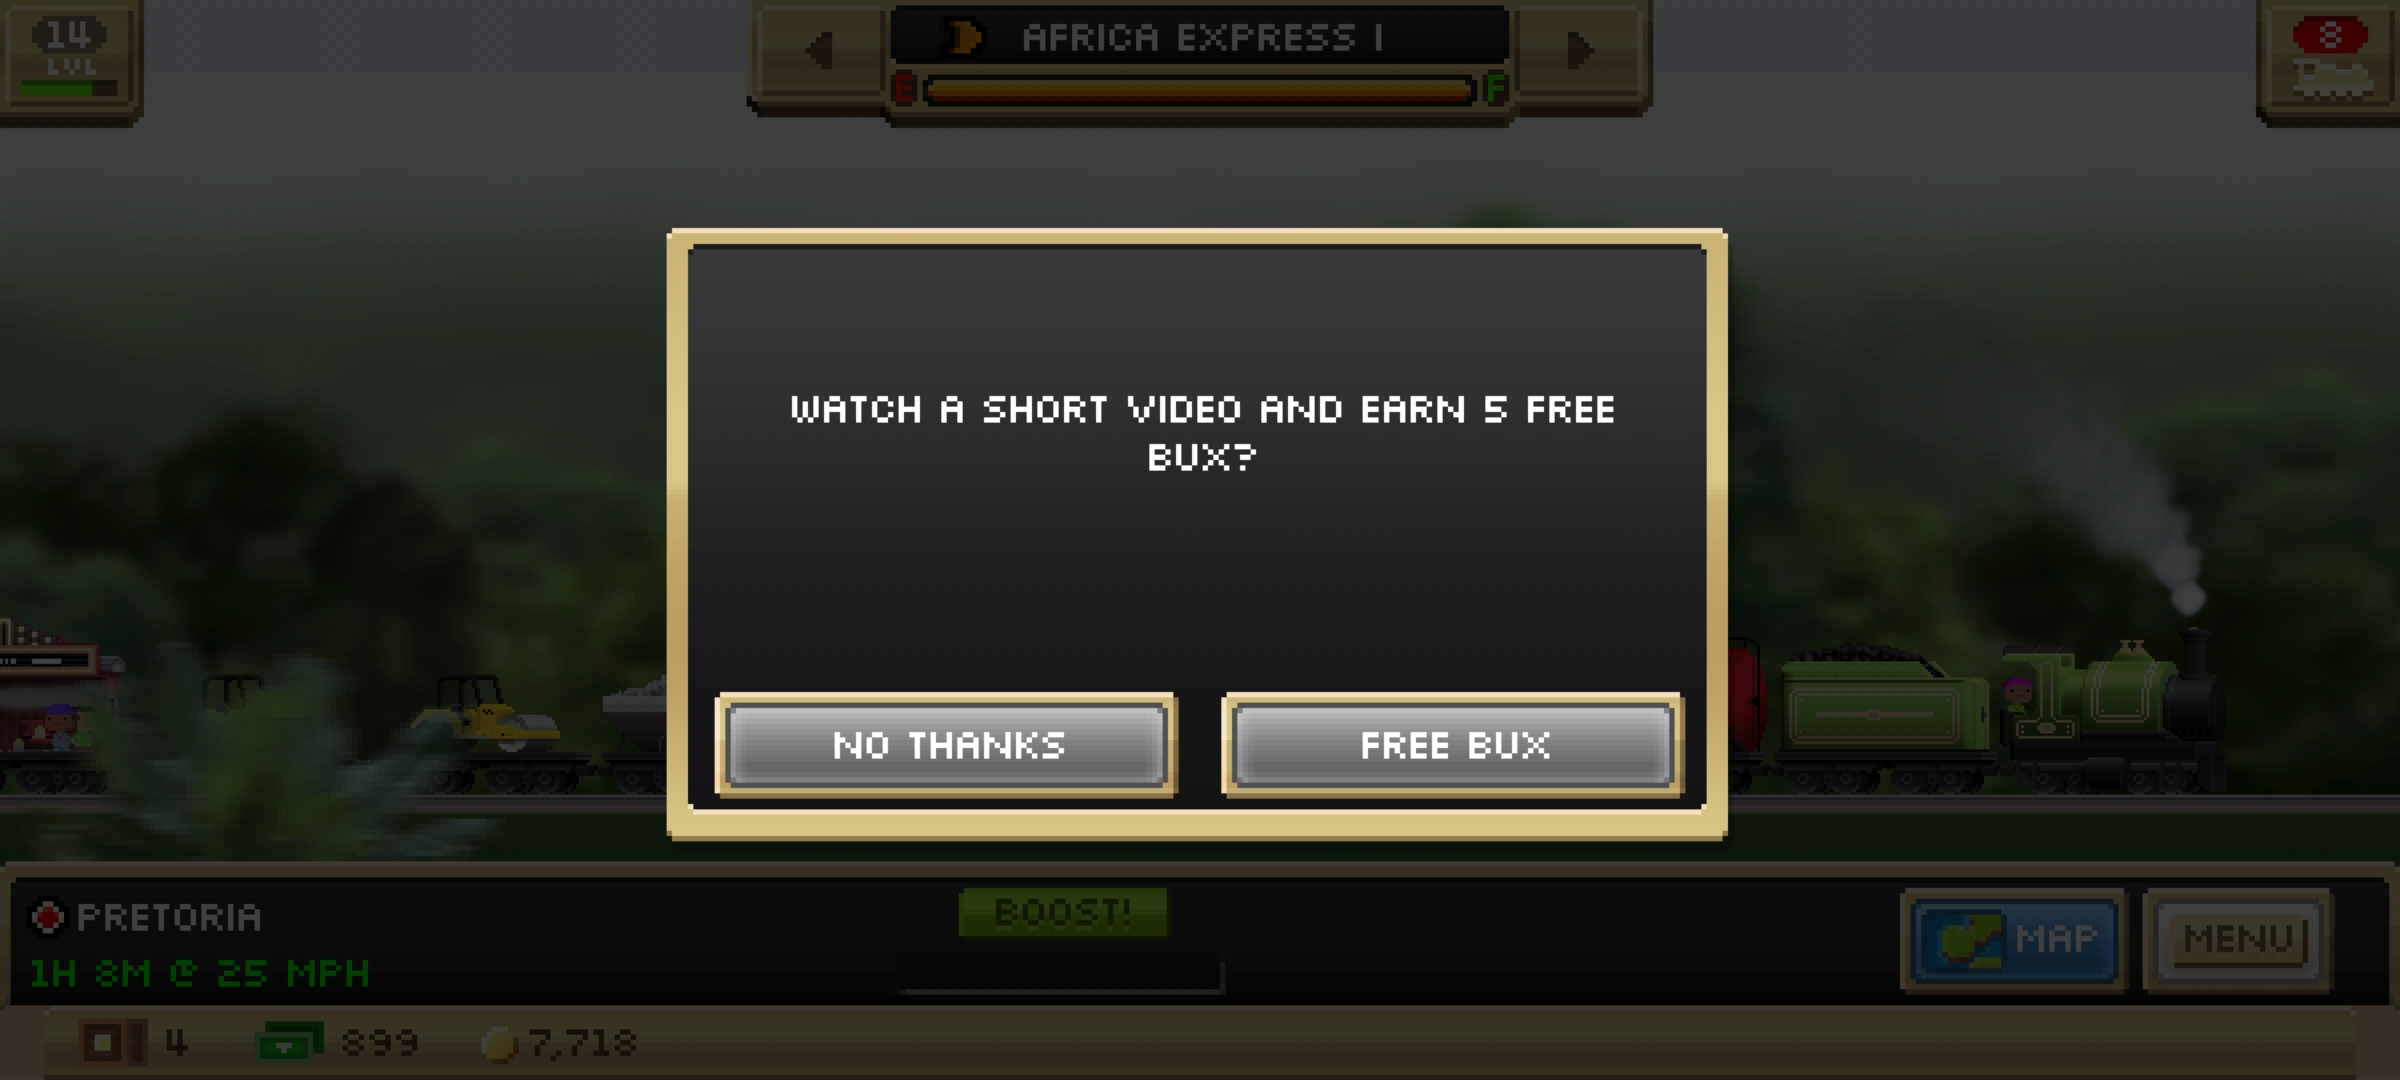 14
LVL
AFRICA EXPRESS I
E
F
8
WATCH A SHORT VIDEO AND EARN 5 FREE
BUX?
NO THANKS
FREE BUX
PRETORIA
1H 8M @ 25 MPH
BOOST!
MAP
MENU
4
899
7,718